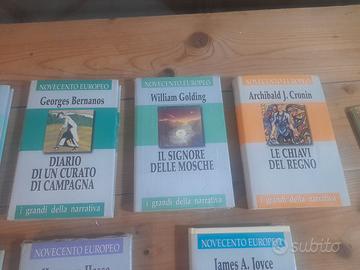 NOVECENTO EUROPEO
Georges Bernanos
DIARIO
DI UN CURATO
DI CAMPAGNA
i grandi della narrativa
NOVECENTO EUROPEO
William Golding
IL SIGNORE
DELLE MOSCHE
i grandi della narrativa
NOVECENTO EUROPEO
Archibald J. Cronin
LE CHIAVI
DEL REGNO
i grandi della narrativa
NOVECENTO EUROPEO
NOVECENTO EUROPEO
James A. Joyce
subito